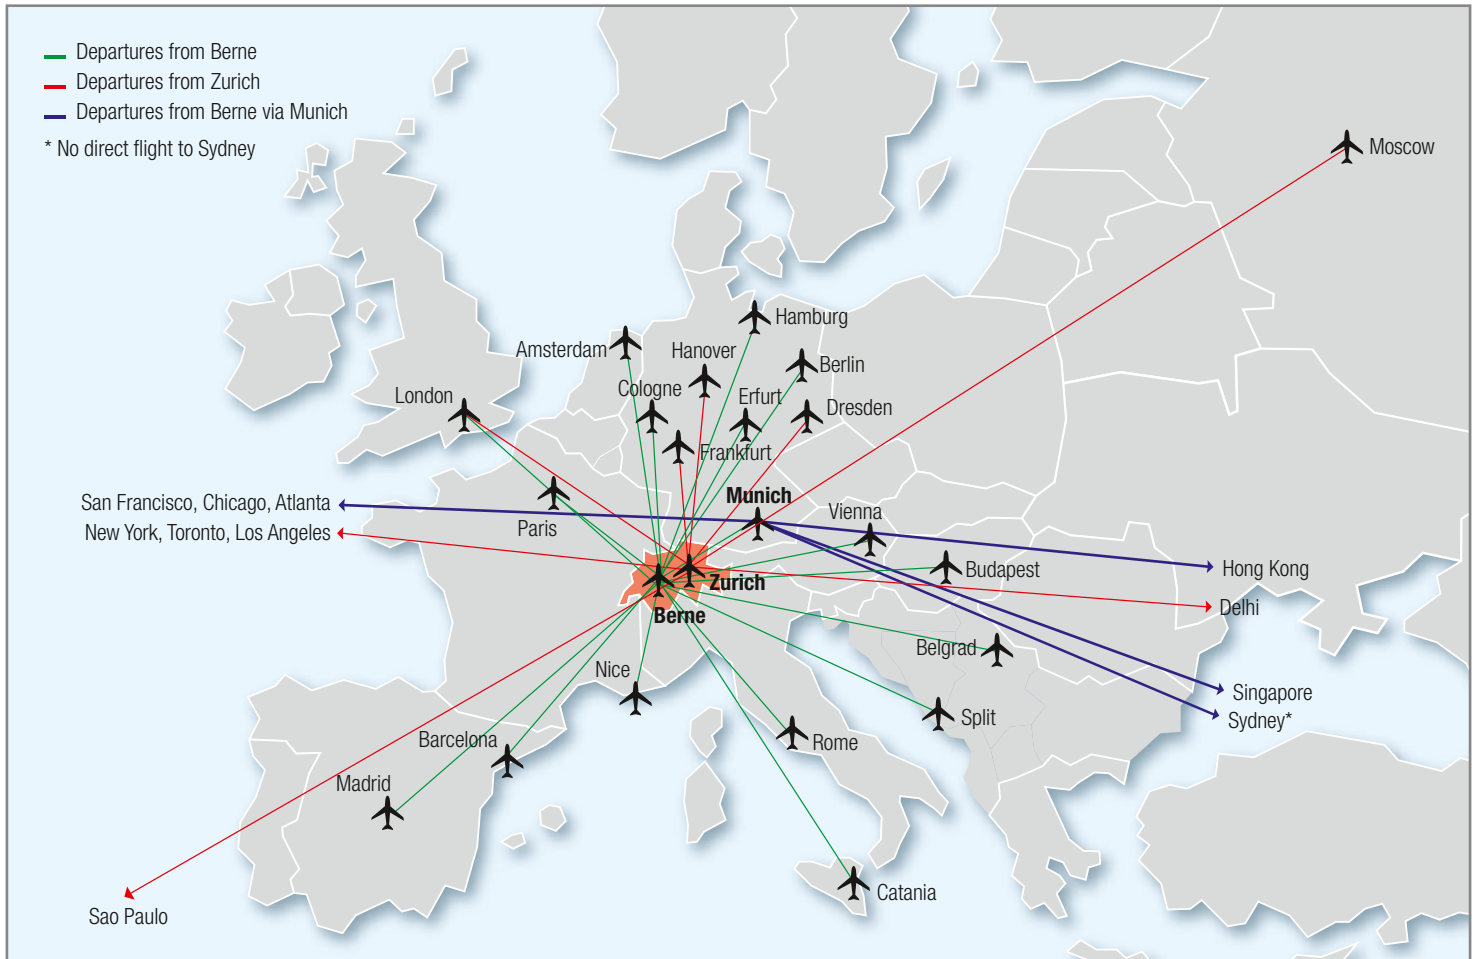 Departures from Berne
Departures from Zurich
Departures from Berne via Munich
* No direct flight to Sydney
Moscow
Hamburg
Amsterdam
Hanover
Berlin
Cologne
Erfurt
London
Dresden
Frankfurt
Munich
San Francisco, Chicago, Atlanta
Vienna
Paris
New York, Toronto, Los Angeles
Hong Kong
Budapest
Zurich
Delhi
Berne
Belgrad
Nice
Singapore
Split
Sydney*
Barcelona
Rome
Madrid
Catania
Sao Paulo